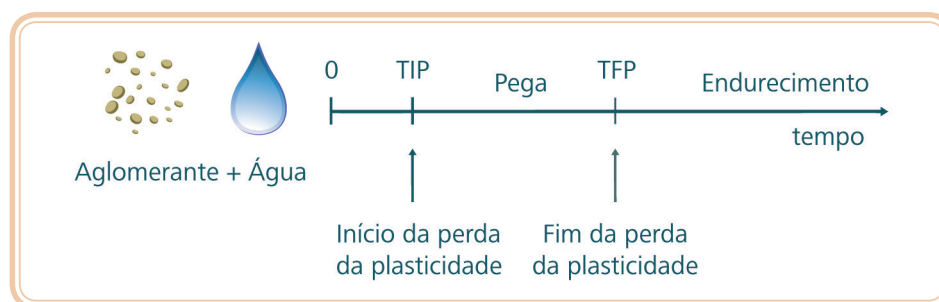 0 TIP Pega TFP Endurecimento
tempo
Aglomerante + Água
Início da perda
da plasticidade
Fim da perda
da plasticidade